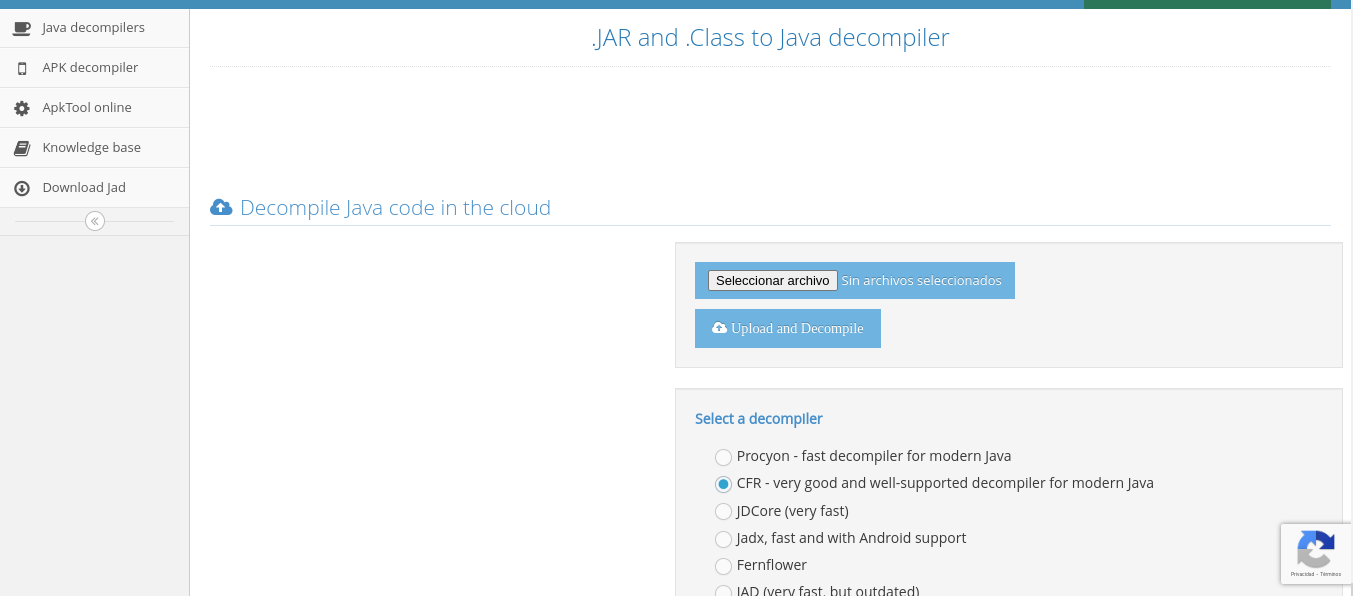 Java decompilers
APK decompiler
ApkTool online
Knowledge base
Download Jad
.JAR and .Class to Java decompiler
Decompile Java code in the cloud
Seleccionar archivo Sin archivos seleccionados
Upload and Decompile
Select a decompiler
Procyon - fast decompiler for modern Java
CFR - very good and well-supported decompiler for modern Java
JDCore (very fast)
Jadx, fast and with Android support
Fernflower
JAD (very fast, but outdated)
Privacidad - Términos